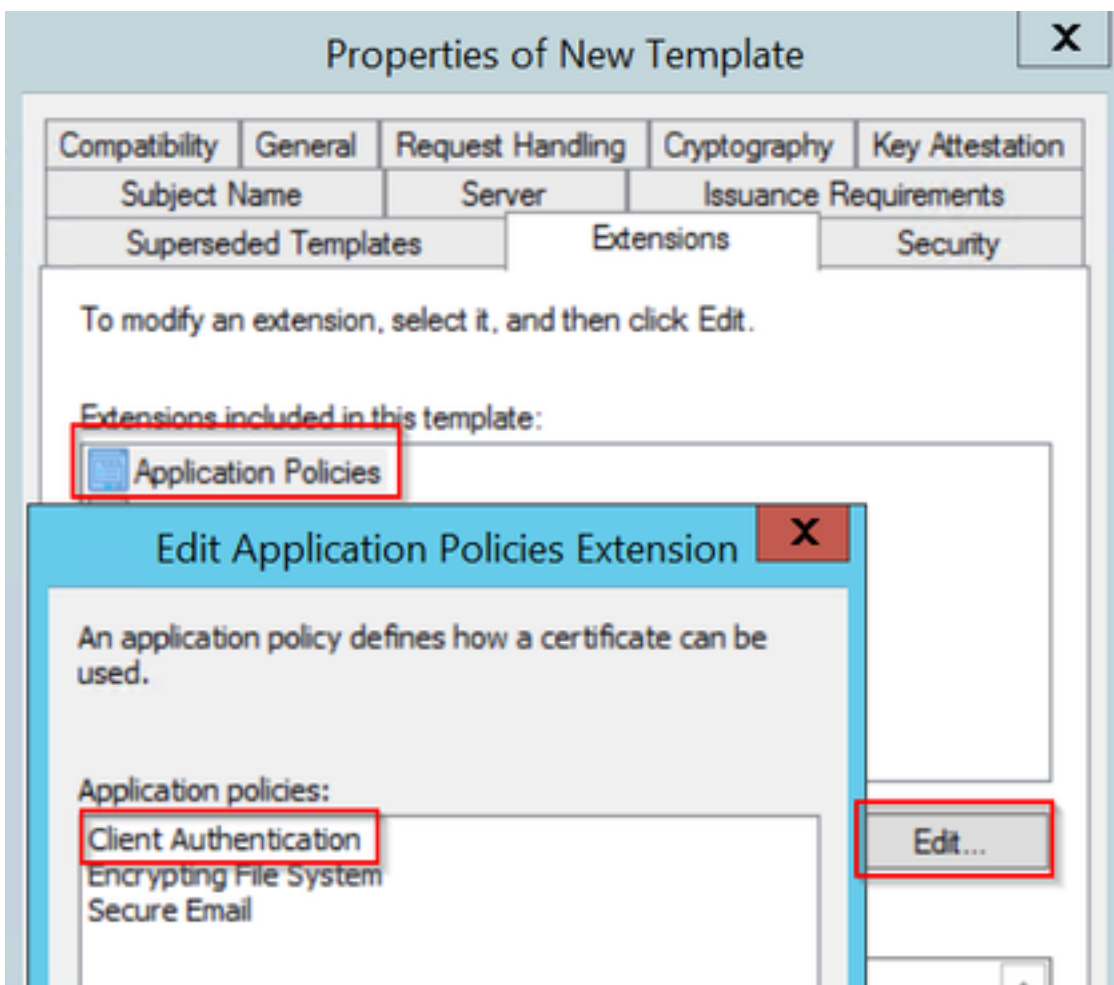 Properties of New Template
X
Compatibility General Request Handling Cryptography Key Attestation
Subject Name Server Issuance Requirements
Superseded Templates Extensions Security
To modify an extension, select it, and then click Edit.
Extensions included in this template:
Application Policies
Edit Application Policies Extension
X
An application policy defines how a certificate can be
used.
Application policies:
Client Authentication
Edit...
Encrypting File System
Secure Email